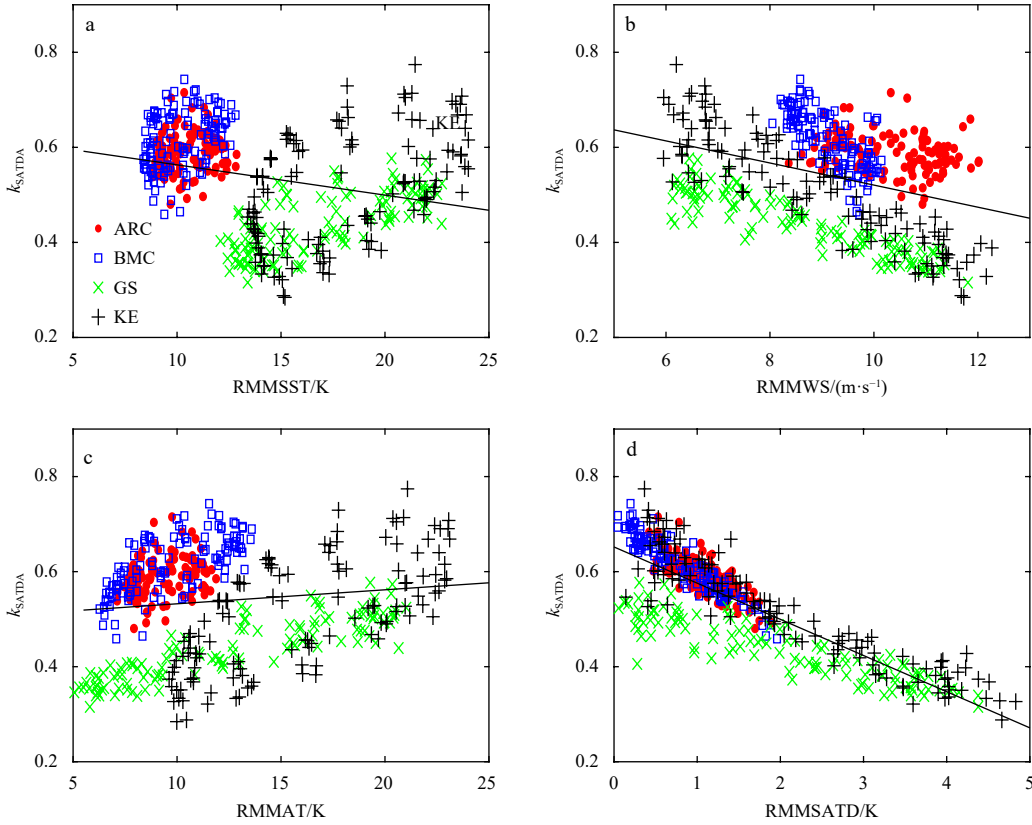 a
0.8
0.6
0.4
0.2
k_SATDA
KE
ARC
BMC
GS
KE
5 10 15 20 25
RMMSST/K
b
0.8
0.6
0.4
0.2
k_SATDA
6 8 10 12
RMMWS/(m·s⁻¹)
c
0.8
0.6
0.4
0.2
k_SATDA
5 10 15 20 25
RMMAT/K
d
0.8
0.6
0.4
0.2
k_SATDA
0 1 2 3 4 5
RMMSATD/K